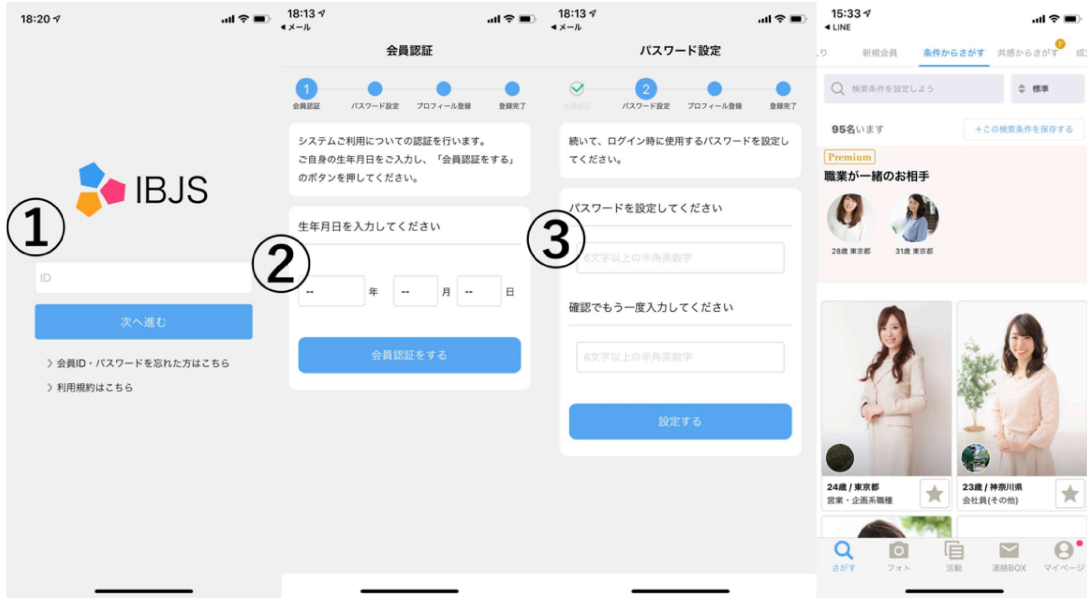 18:20
IBJS
①
ID
次へ進む
会員ID・パスワードを忘れた方はこちら
利用規約はこちら
18:13
メール
会員認証
1
会員認証
パスワード設定
プロフィール登録
登録完了
システムご利用についての認証を行います。
ご自身の生年月日をご入力し、「会員認証をする」
のボタンを押してください。
生年月日を入力してください
②
-- 年 -- 月 -- 日
会員認証をする
18:13
メール
パスワード設定
2
会員認証
パスワード設定
プロフィール登録
登録完了
続いて、ログイン時に使用するパスワードを設定し
てください。
パスワードを設定してください
③
6文字以上の半角英数字
確認でもう一度入力してください
6文字以上の半角英数字
設定する
15:33
LINE
新規会員
条件からさがす
共感からさがす
P
検索条件を設定しよう
標準
95名います
+この検索条件を保存する
Premium
職業が一緒のお相手
28歳 東京都
31歳 東京都
24歳 / 東京都
営業・企画系職種
23歳 / 神奈川県
会社員(その他)
さがす
フォト
活動
連絡BOX
マイページ